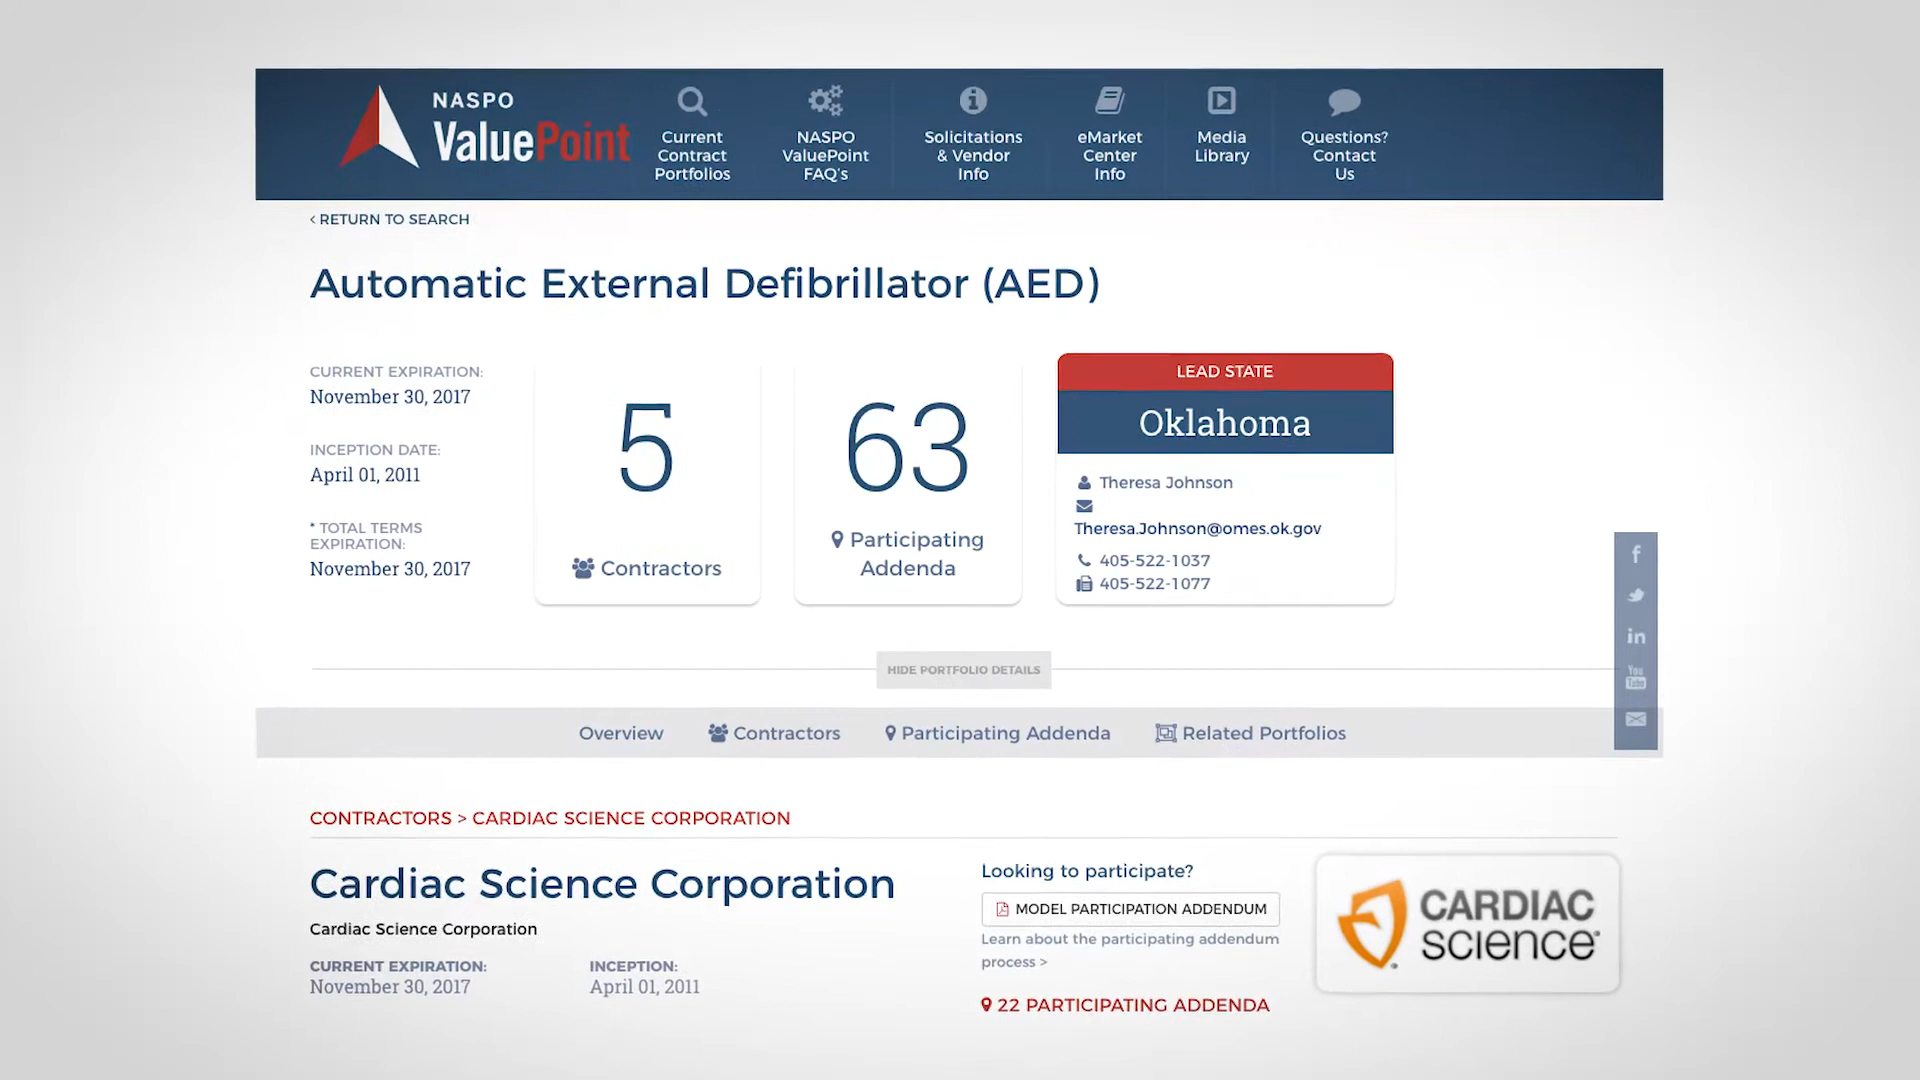 NASPO
ValuePoint
Current
Contract
Portfolios
NASPO
ValuePoint
FAQ's
Solicitations
& Vendor
Info
eMarket
Center
Info
Media
Library
Questions?
Contact
Us
< RETURN TO SEARCH
Automatic External Defibrillator (AED)
CURRENT EXPIRATION:
November 30, 2017
INCEPTION DATE:
April 01, 2011
* TOTAL TERMS
EXPIRATION:
November 30, 2017
5
Contractors
63
Participating
Addenda
LEAD STATE
Oklahoma
Theresa Johnson
Theresa.Johnson@omes.ok.gov
405-522-1037
405-522-1077
f
in
You
Tube
HIDE PORTFOLIO DETAILS
Overview
Contractors
Participating Addenda
Related Portfolios
CONTRACTORS > CARDIAC SCIENCE CORPORATION
Cardiac Science Corporation
Cardiac Science Corporation
CURRENT EXPIRATION:
November 30, 2017
INCEPTION:
April 01, 2011
Looking to participate?
MODEL PARTICIPATION ADDENDUM
Learn about the participating addendum
process >
22 PARTICIPATING ADDENDA
CARDIAC
SCIENCE